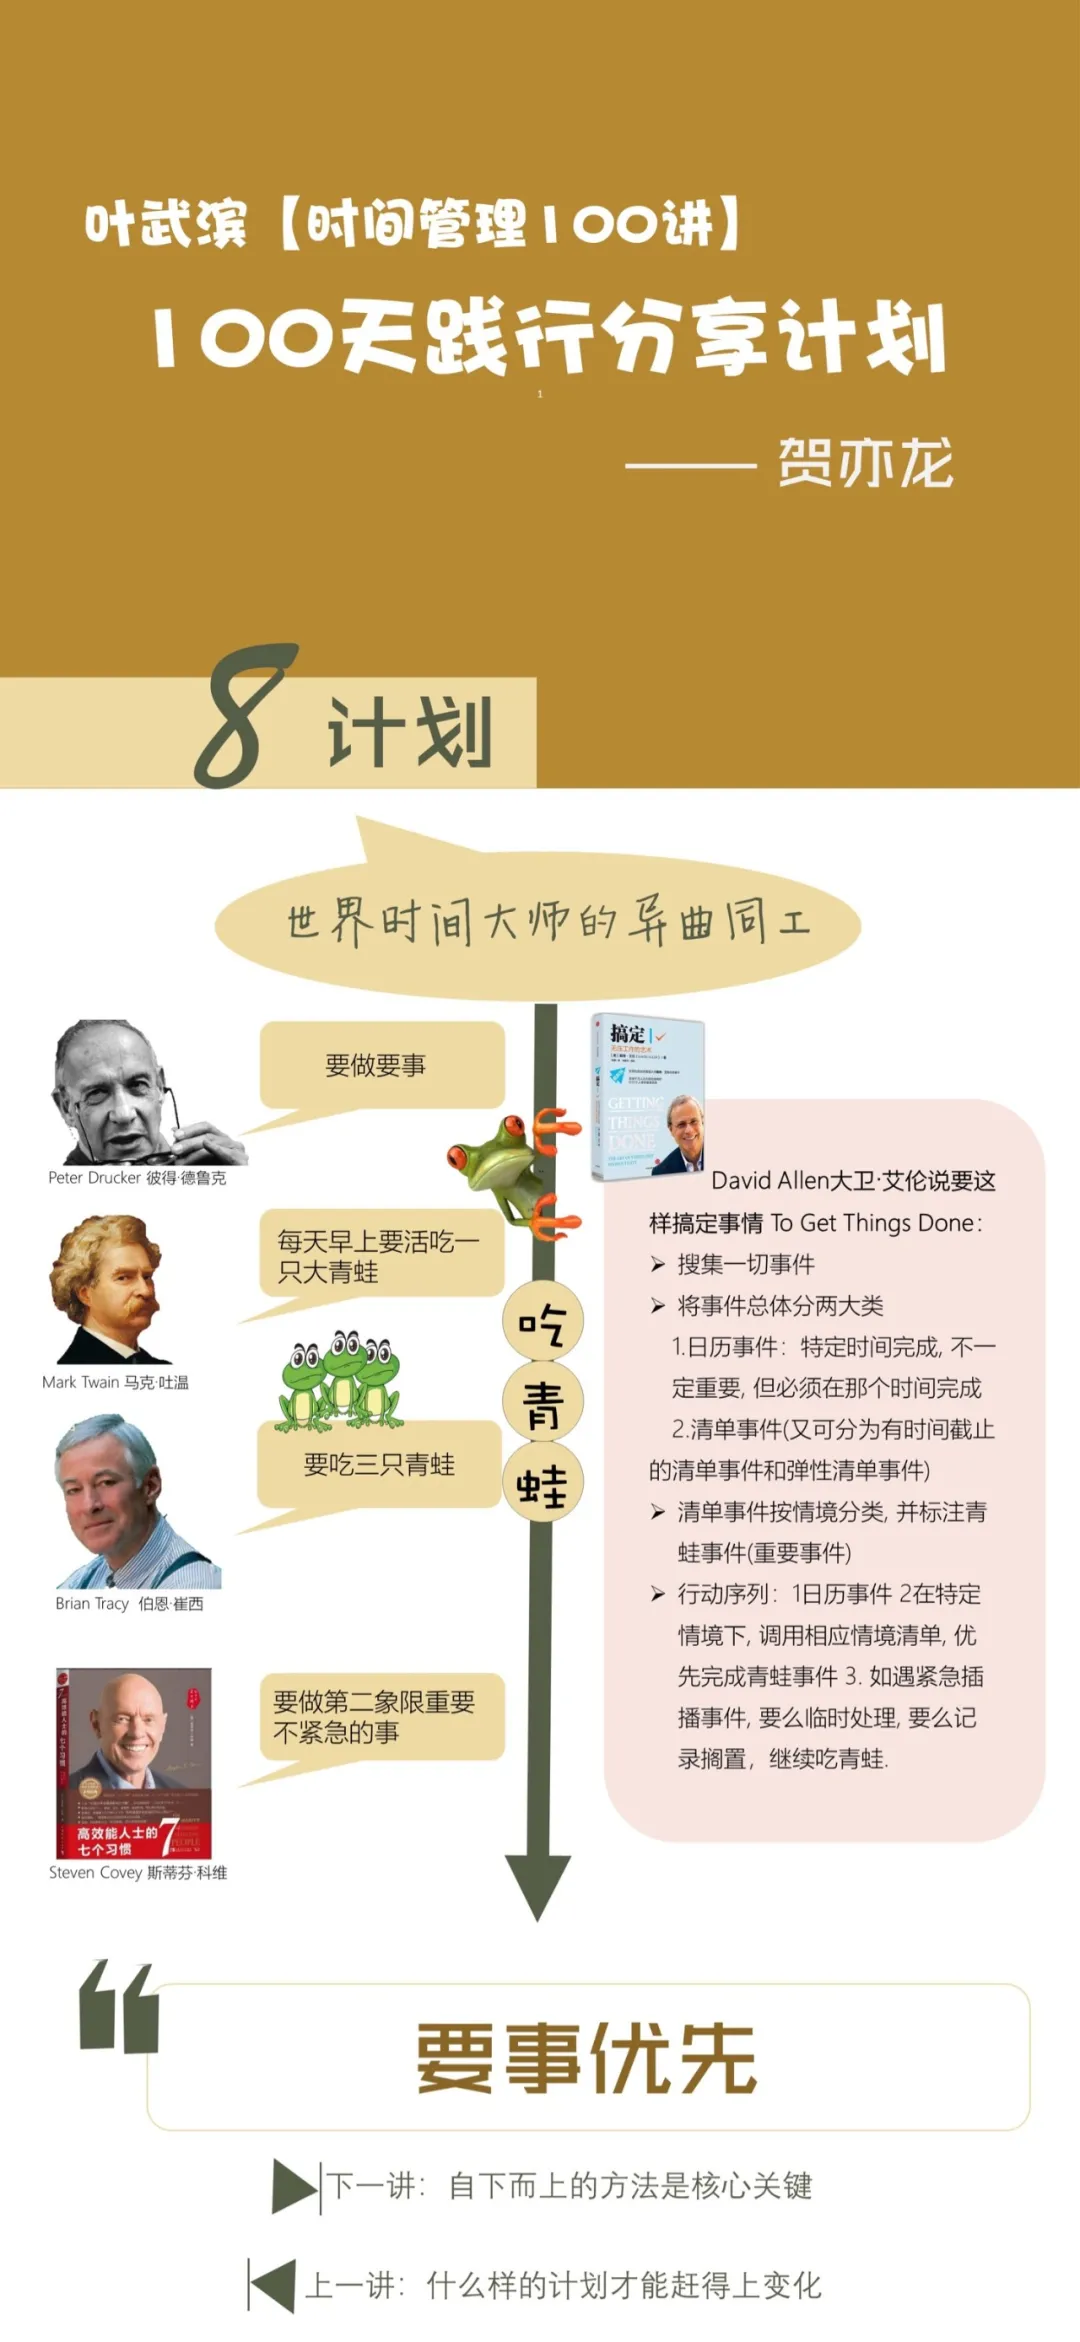 叶武滨【时间管理100讲】
100天践行分享计划
1
—— 贺亦龙
8 计划
世界时间大师的异曲同工
要做要事
Peter Drucker 彼得·德鲁克
每天早上要活吃一
只大青蛙
Mark Twain 马克·吐温
要吃三只青蛙
Brian Tracy 伯恩·崔西
要做第二象限重要
不紧急的事
高效能人士的
七个习惯
7
Steven Covey 斯蒂芬·科维
吃
青
蛙
搞定
GETTING
THINGS
DONE
David Allen大卫·艾伦说要这
样搞定事情 To Get Things Done：
➢ 搜集一切事件
➢ 将事件总体分两大类
1.日历事件：特定时间完成, 不一
定重要, 但必须在那个时间完成
2.清单事件(又可分为有时间截止
的清单事件和弹性清单事件)
➢ 清单事件按情境分类, 并标注青
蛙事件(重要事件)
➢ 行动序列：1日历事件 2在特定
情境下, 调用相应情境清单, 优
先完成青蛙事件 3. 如遇紧急插
播事件, 要么临时处理, 要么记
录搁置，继续吃青蛙.
要事优先
下一讲：自下而上的方法是核心关键
上一讲：什么样的计划才能赶得上变化